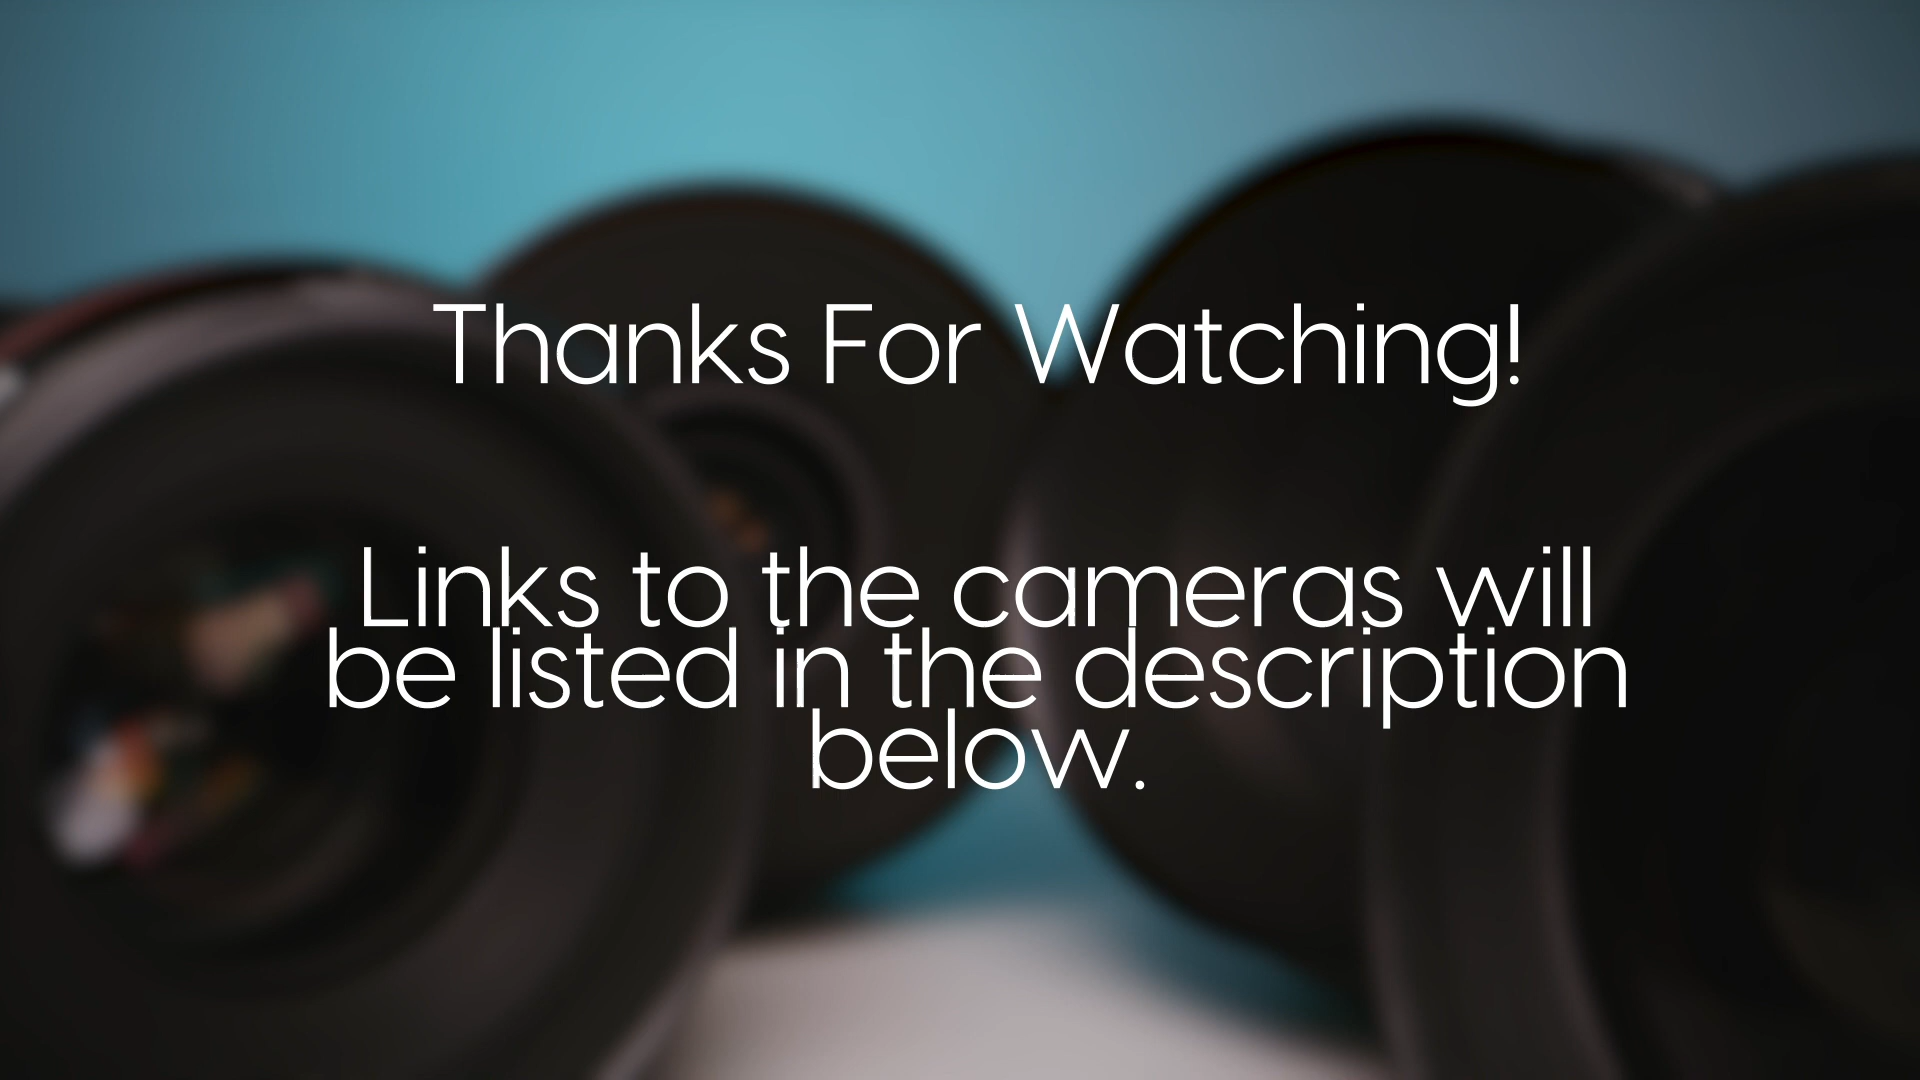 Thanks For Watching!
Links to the cameras will
be listed in the description
below.